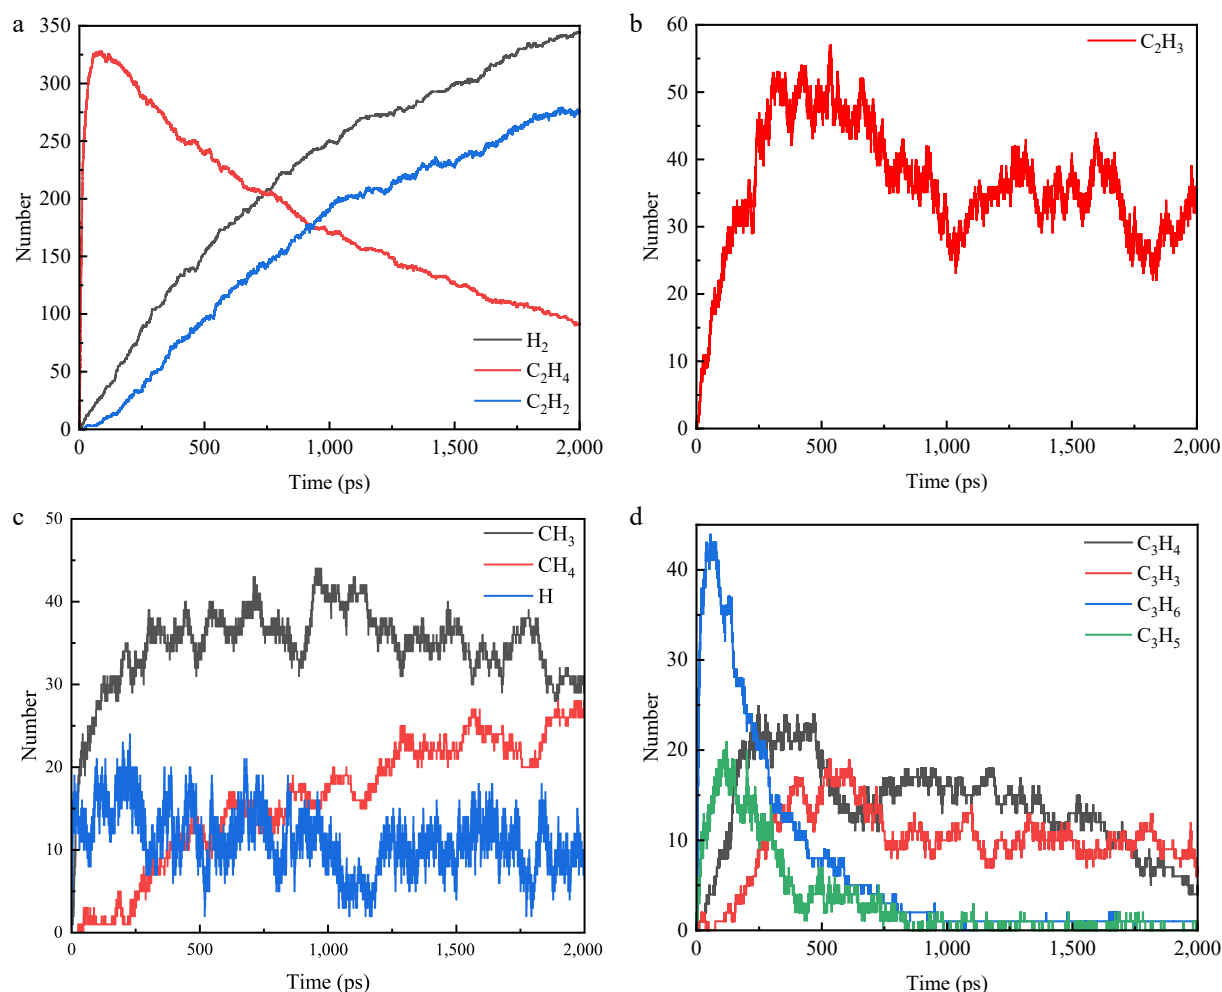 a
350
300
250
200
150
100
50
0
Number
H₂
C₂H₄
C₂H₂
0
500
1,000
1,500
2,000
Time (ps)
b
60
50
40
30
20
10
0
Number
C₂H₃
0
500
1,000
1,500
2,000
Time (ps)
c
50
40
30
20
10
0
Number
CH₃
CH₄
H
0
500
1,000
1,500
2,000
Time (ps)
d
40
30
20
10
0
Number
C₃H₄
C₃H₃
C₃H₆
C₃H₅
0
500
1,000
1,500
2,000
Time (ps)